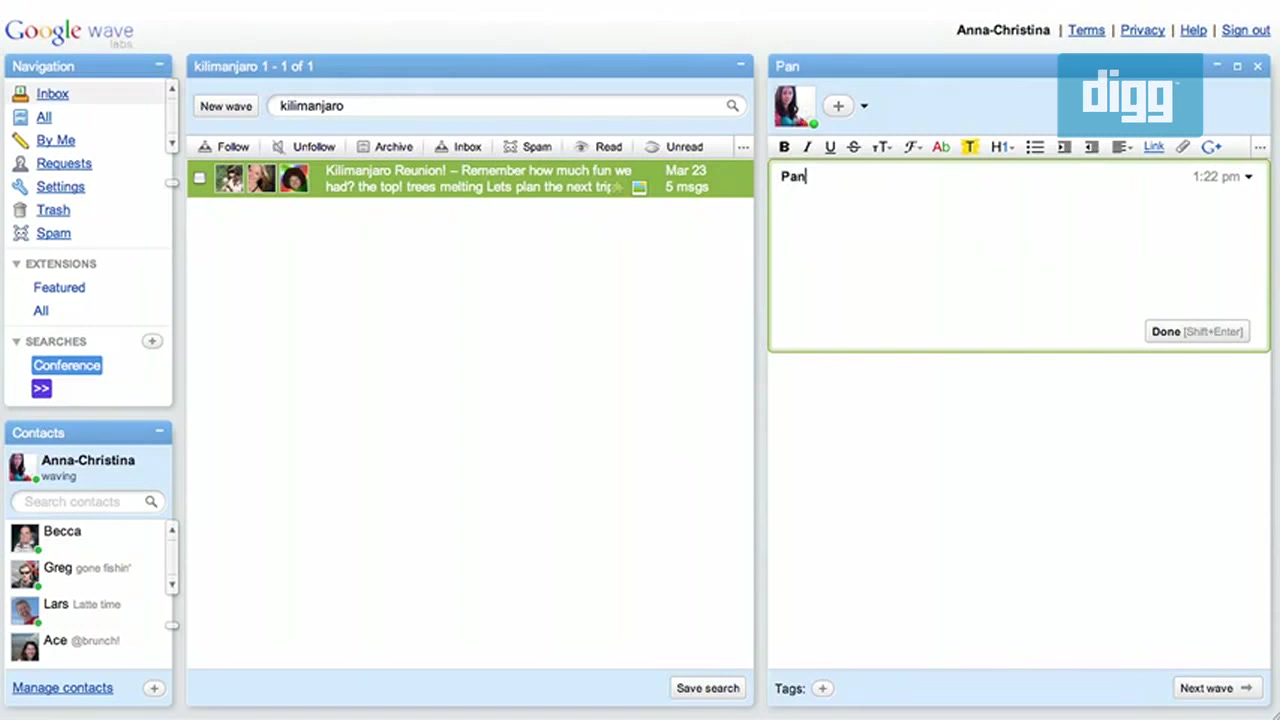 Google wave
labs
Anna-Christina | Terms | Privacy | Help | Sign out
Navigation
Inbox
All
By Me
Requests
Settings
Trash
Spam
EXTENSIONS
Featured
All
SEARCHES
Conference
>>
Contacts
Anna-Christina
waving
Search contacts
Becca
Greg gone fishin'
Lars Latte time
Ace @brunch!
Manage contacts
kilimanjaro 1 - 1 of 1
New wave
kilimanjaro
Follow Unfollow Archive Inbox Spam Read Unread ...
Kilimanjaro Reunion! – Remember how much fun we
had? the top! trees melting Lets plan the next trip
Mar 23
5 msgs
Save search
Pan
digg
B I U S TT F Ab T H1 Link G+ ...
Pan
1:22 pm
Done [Shift+Enter]
Tags:
Next wave